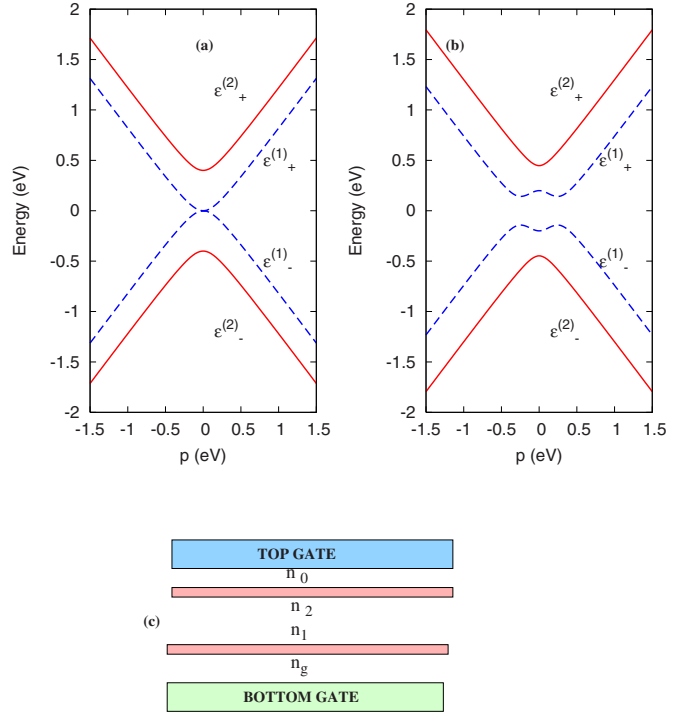 2
1.5
1
0.5
0
-0.5
-1
-1.5
-2
Energy (eV)
-1.5 -1 -0.5 0 0.5 1 1.5
p (eV)
(a)
ε(2)+
ε(1)+
ε(1)-
ε(2)-
2
1.5
1
0.5
0
-0.5
-1
-1.5
-2
Energy (eV)
-1.5 -1 -0.5 0 0.5 1 1.5
p (eV)
(b)
ε(2)+
ε(1)+
ε(1)-
ε(2)-
TOP GATE
n0
n2
(c)
n1
ng
BOTTOM GATE